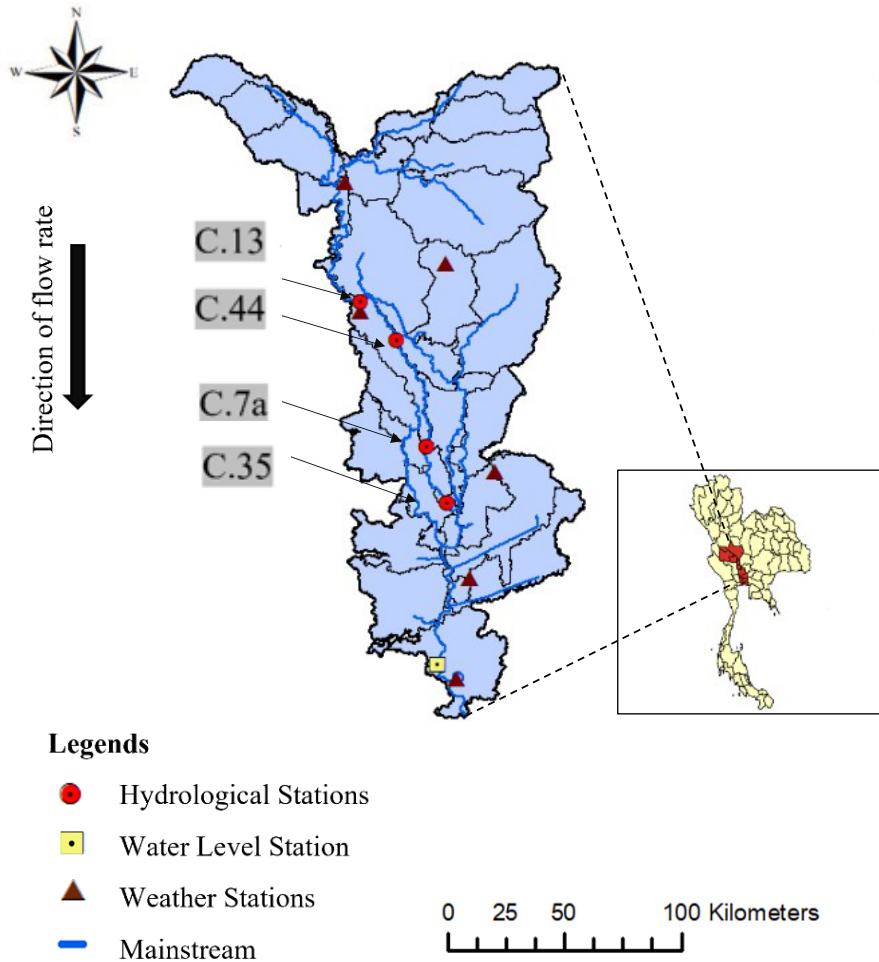 N
W
E
S
C.13
C.44
Direction of flow rate
C.7a
C.35
Legends
Hydrological Stations
Water Level Station
Weather Stations
Mainstream
0 25 50 100 Kilometers